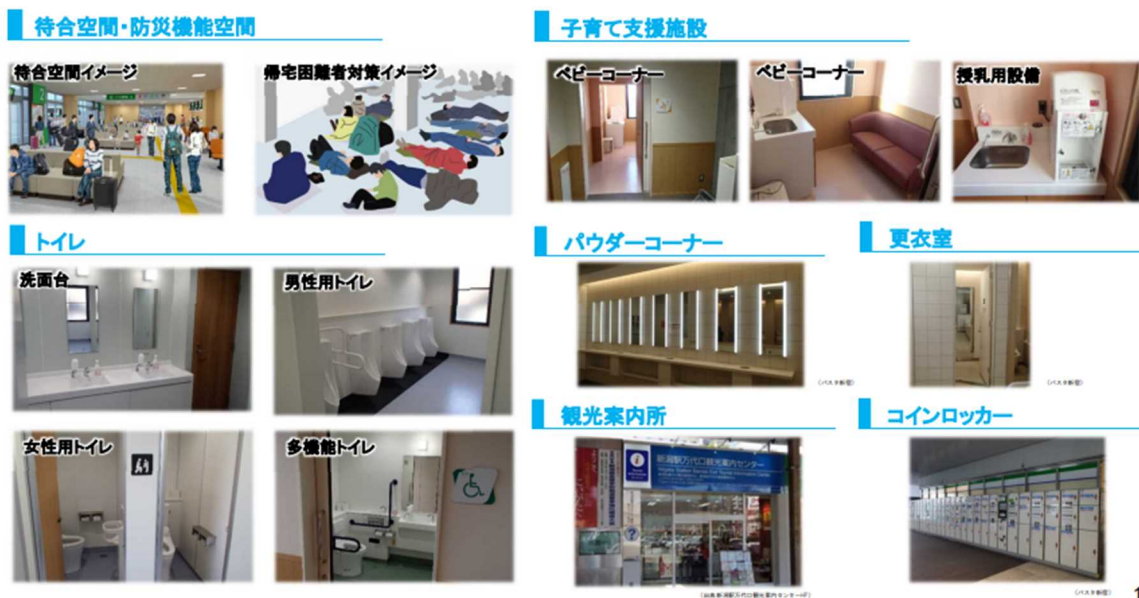 待合空間・防災機能空間
待合空間イメージ
帰宅困難者対策イメージ
子育て支援施設
ベビーコーナー
ベビーコーナー
授乳用設備
トイレ
洗面台
男性用トイレ
女性用トイレ
多機能トイレ
パウダーコーナー
(バスタ新宿)
更衣室
(バスタ新宿)
観光案内所
新潟駅万代口観光案内センター
(出典:新潟駅万代口観光案内センターHP)
コインロッカー
(バスタ新宿)